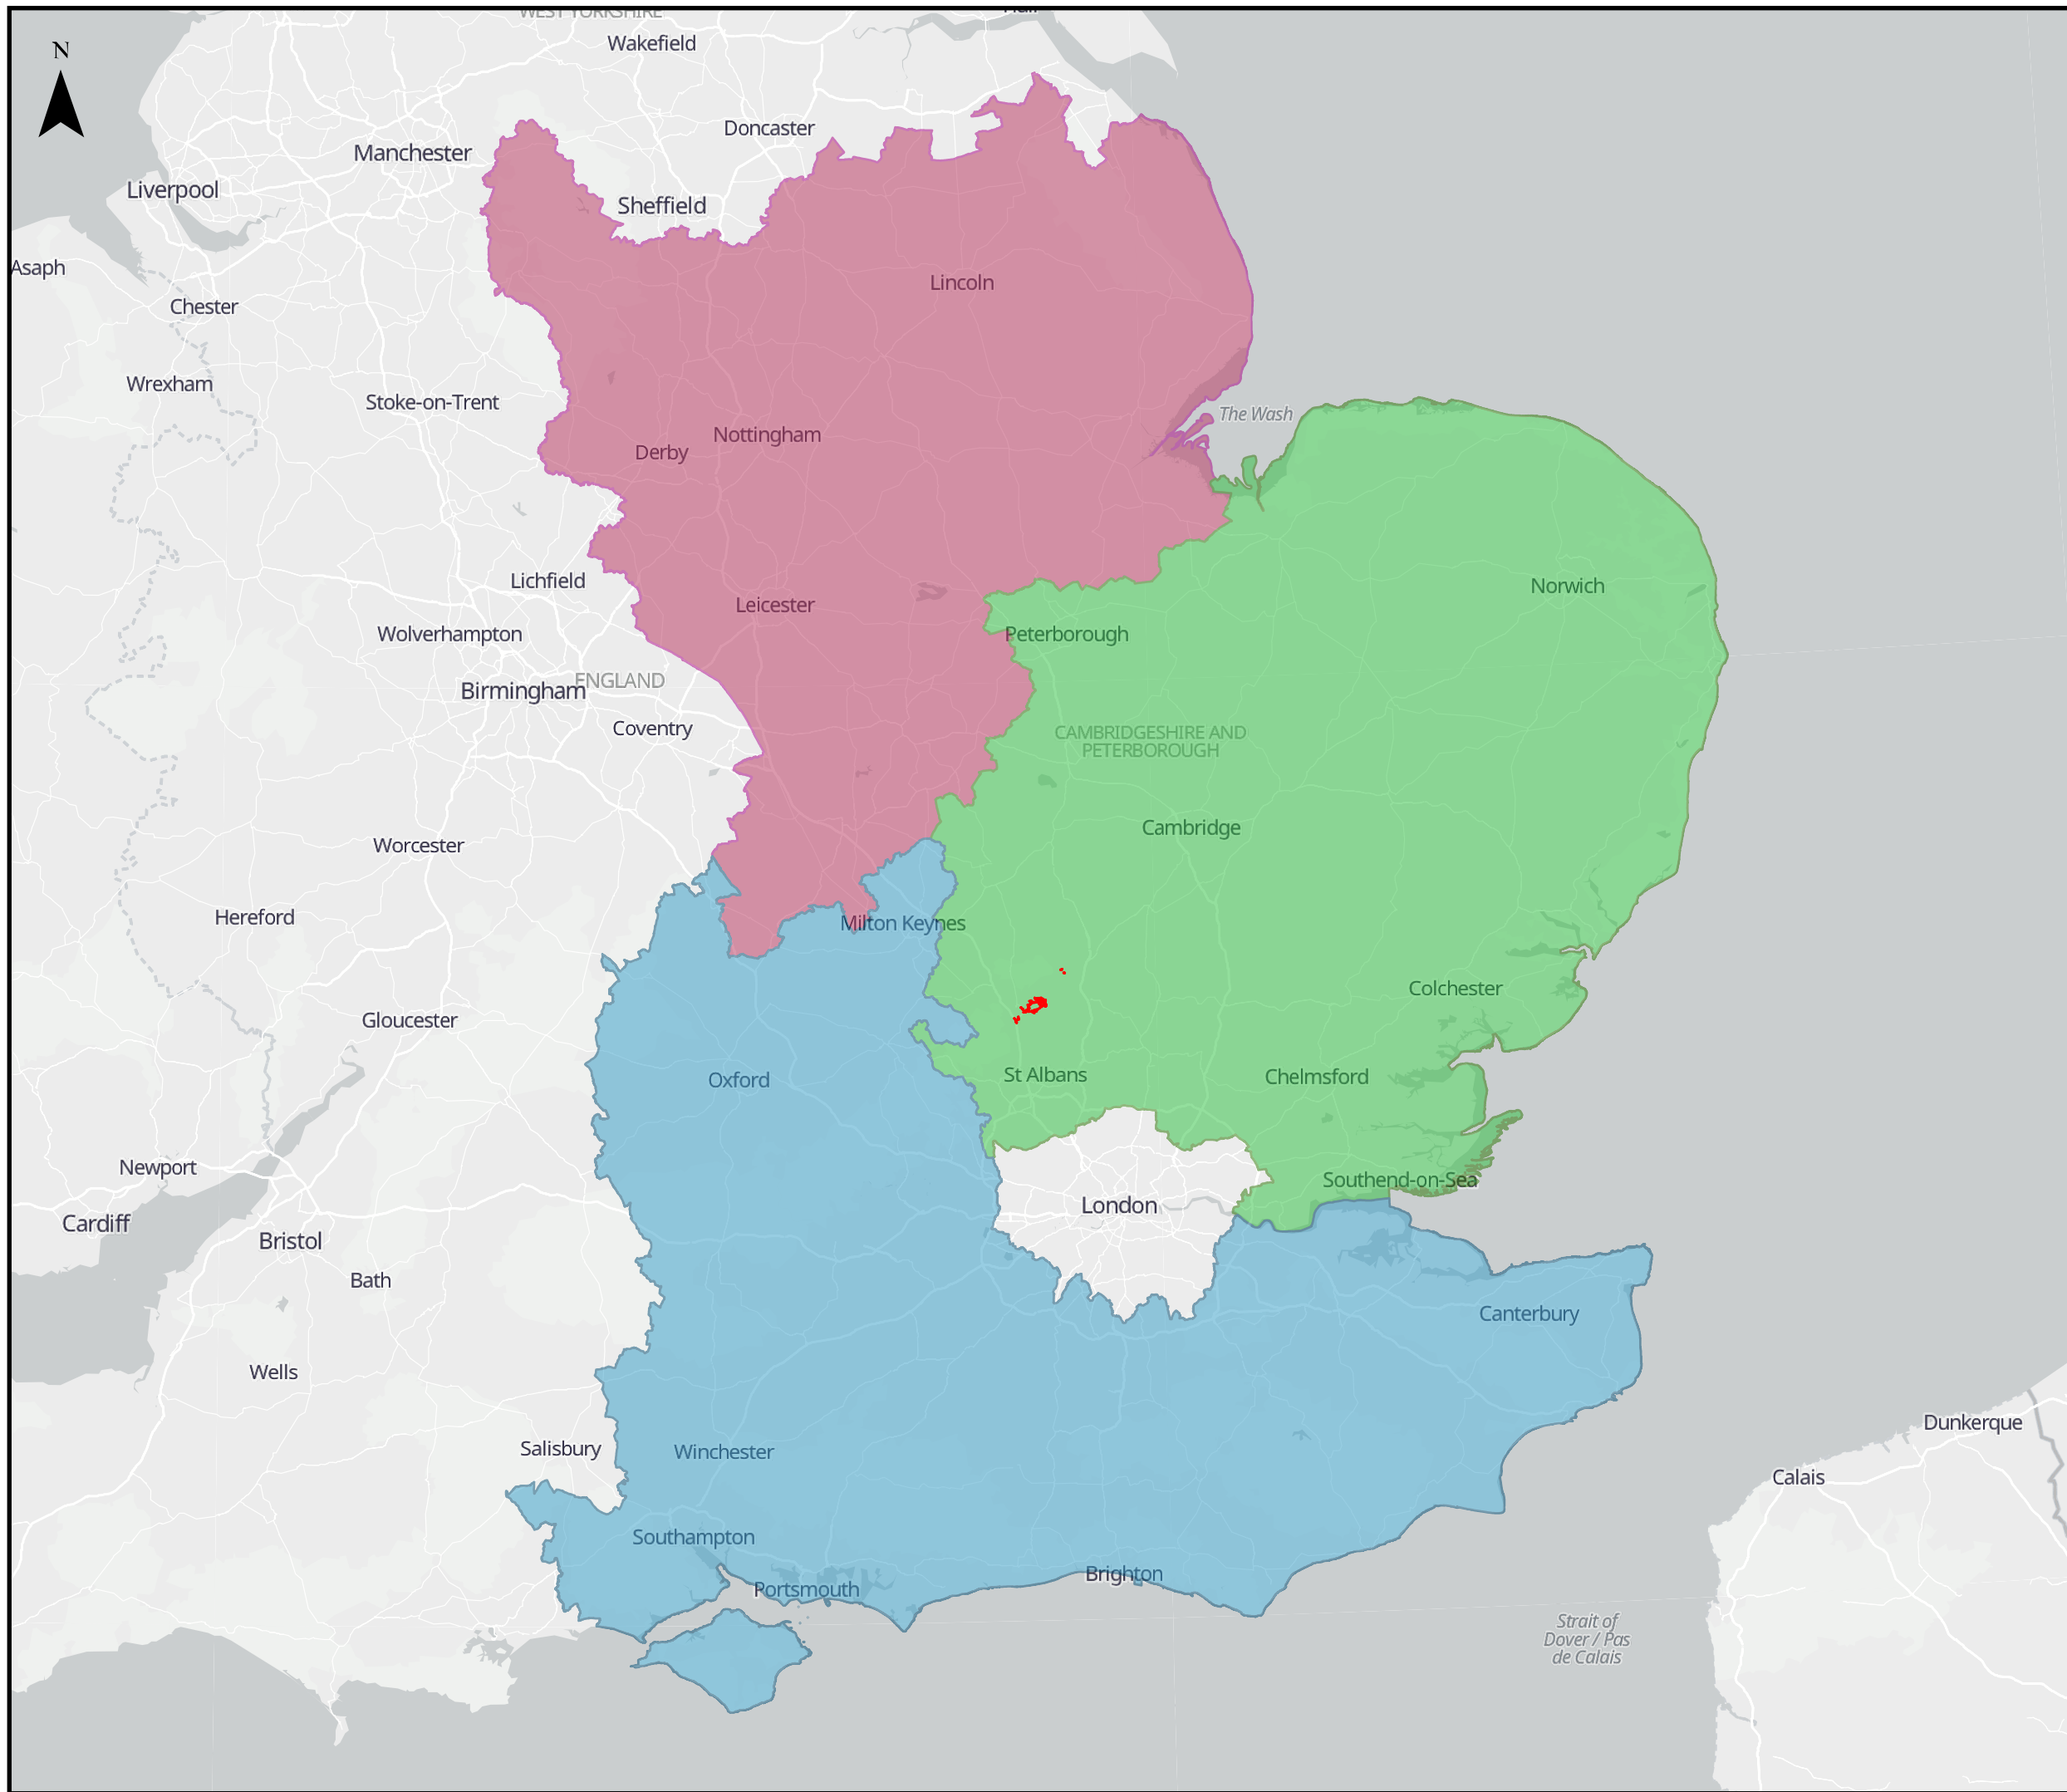 WEST YORKSHIRE
Hull
N
Wakefield
Doncaster
Manchester
Liverpool
Sheffield
Asaph
Lincoln
Chester
Wrexham
Stoke-on-Trent
The Wash
Nottingham
Derby
Lichfield
Norwich
Leicester
Wolverhampton
Peterborough
ENGLAND
Birmingham
Coventry
CAMBRIDGESHIRE AND
PETERBOROUGH
Cambridge
Worcester
Hereford
Milton Keynes
Colchester
Gloucester
St Albans
Chelmsford
Oxford
Newport
Southend-on-Sea
London
Cardiff
Bristol
Bath
Canterbury
Wells
Dunkerque
Salisbury
Winchester
Calais
Southampton
Brighton
Portsmouth
Strait of
Dover / Pas
de Calais